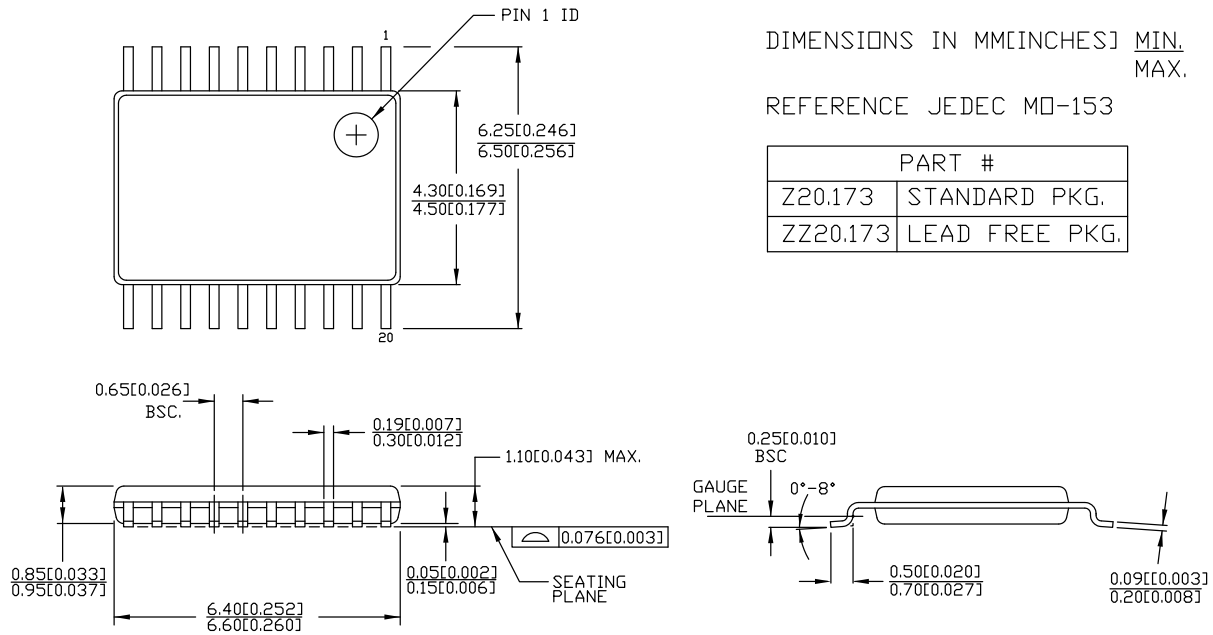 PIN 1 ID
1
DIMENSIONS IN MM[INCHES] MIN.
MAX.
REFERENCE JEDEC MO-153
6.25[0.246]
6.50[0.256]
4.30[0.169]
4.50[0.177]
PART #
Z20.173 STANDARD PKG.
ZZ20.173 LEAD FREE PKG.
20
0.65[0.026]
BSC.
0.19[0.007]
0.30[0.012]
1.10[0.043] MAX.
0.076[0.003]
0.85[0.033]
0.95[0.037]
0.05[0.002]
0.15[0.006]
SEATING
PLANE
6.40[0.252]
6.60[0.260]
0.25[0.010]
BSC
GAUGE
PLANE
0°-8°
0.50[0.020]
0.70[0.027]
0.09[[0.003]
0.20[0.008]